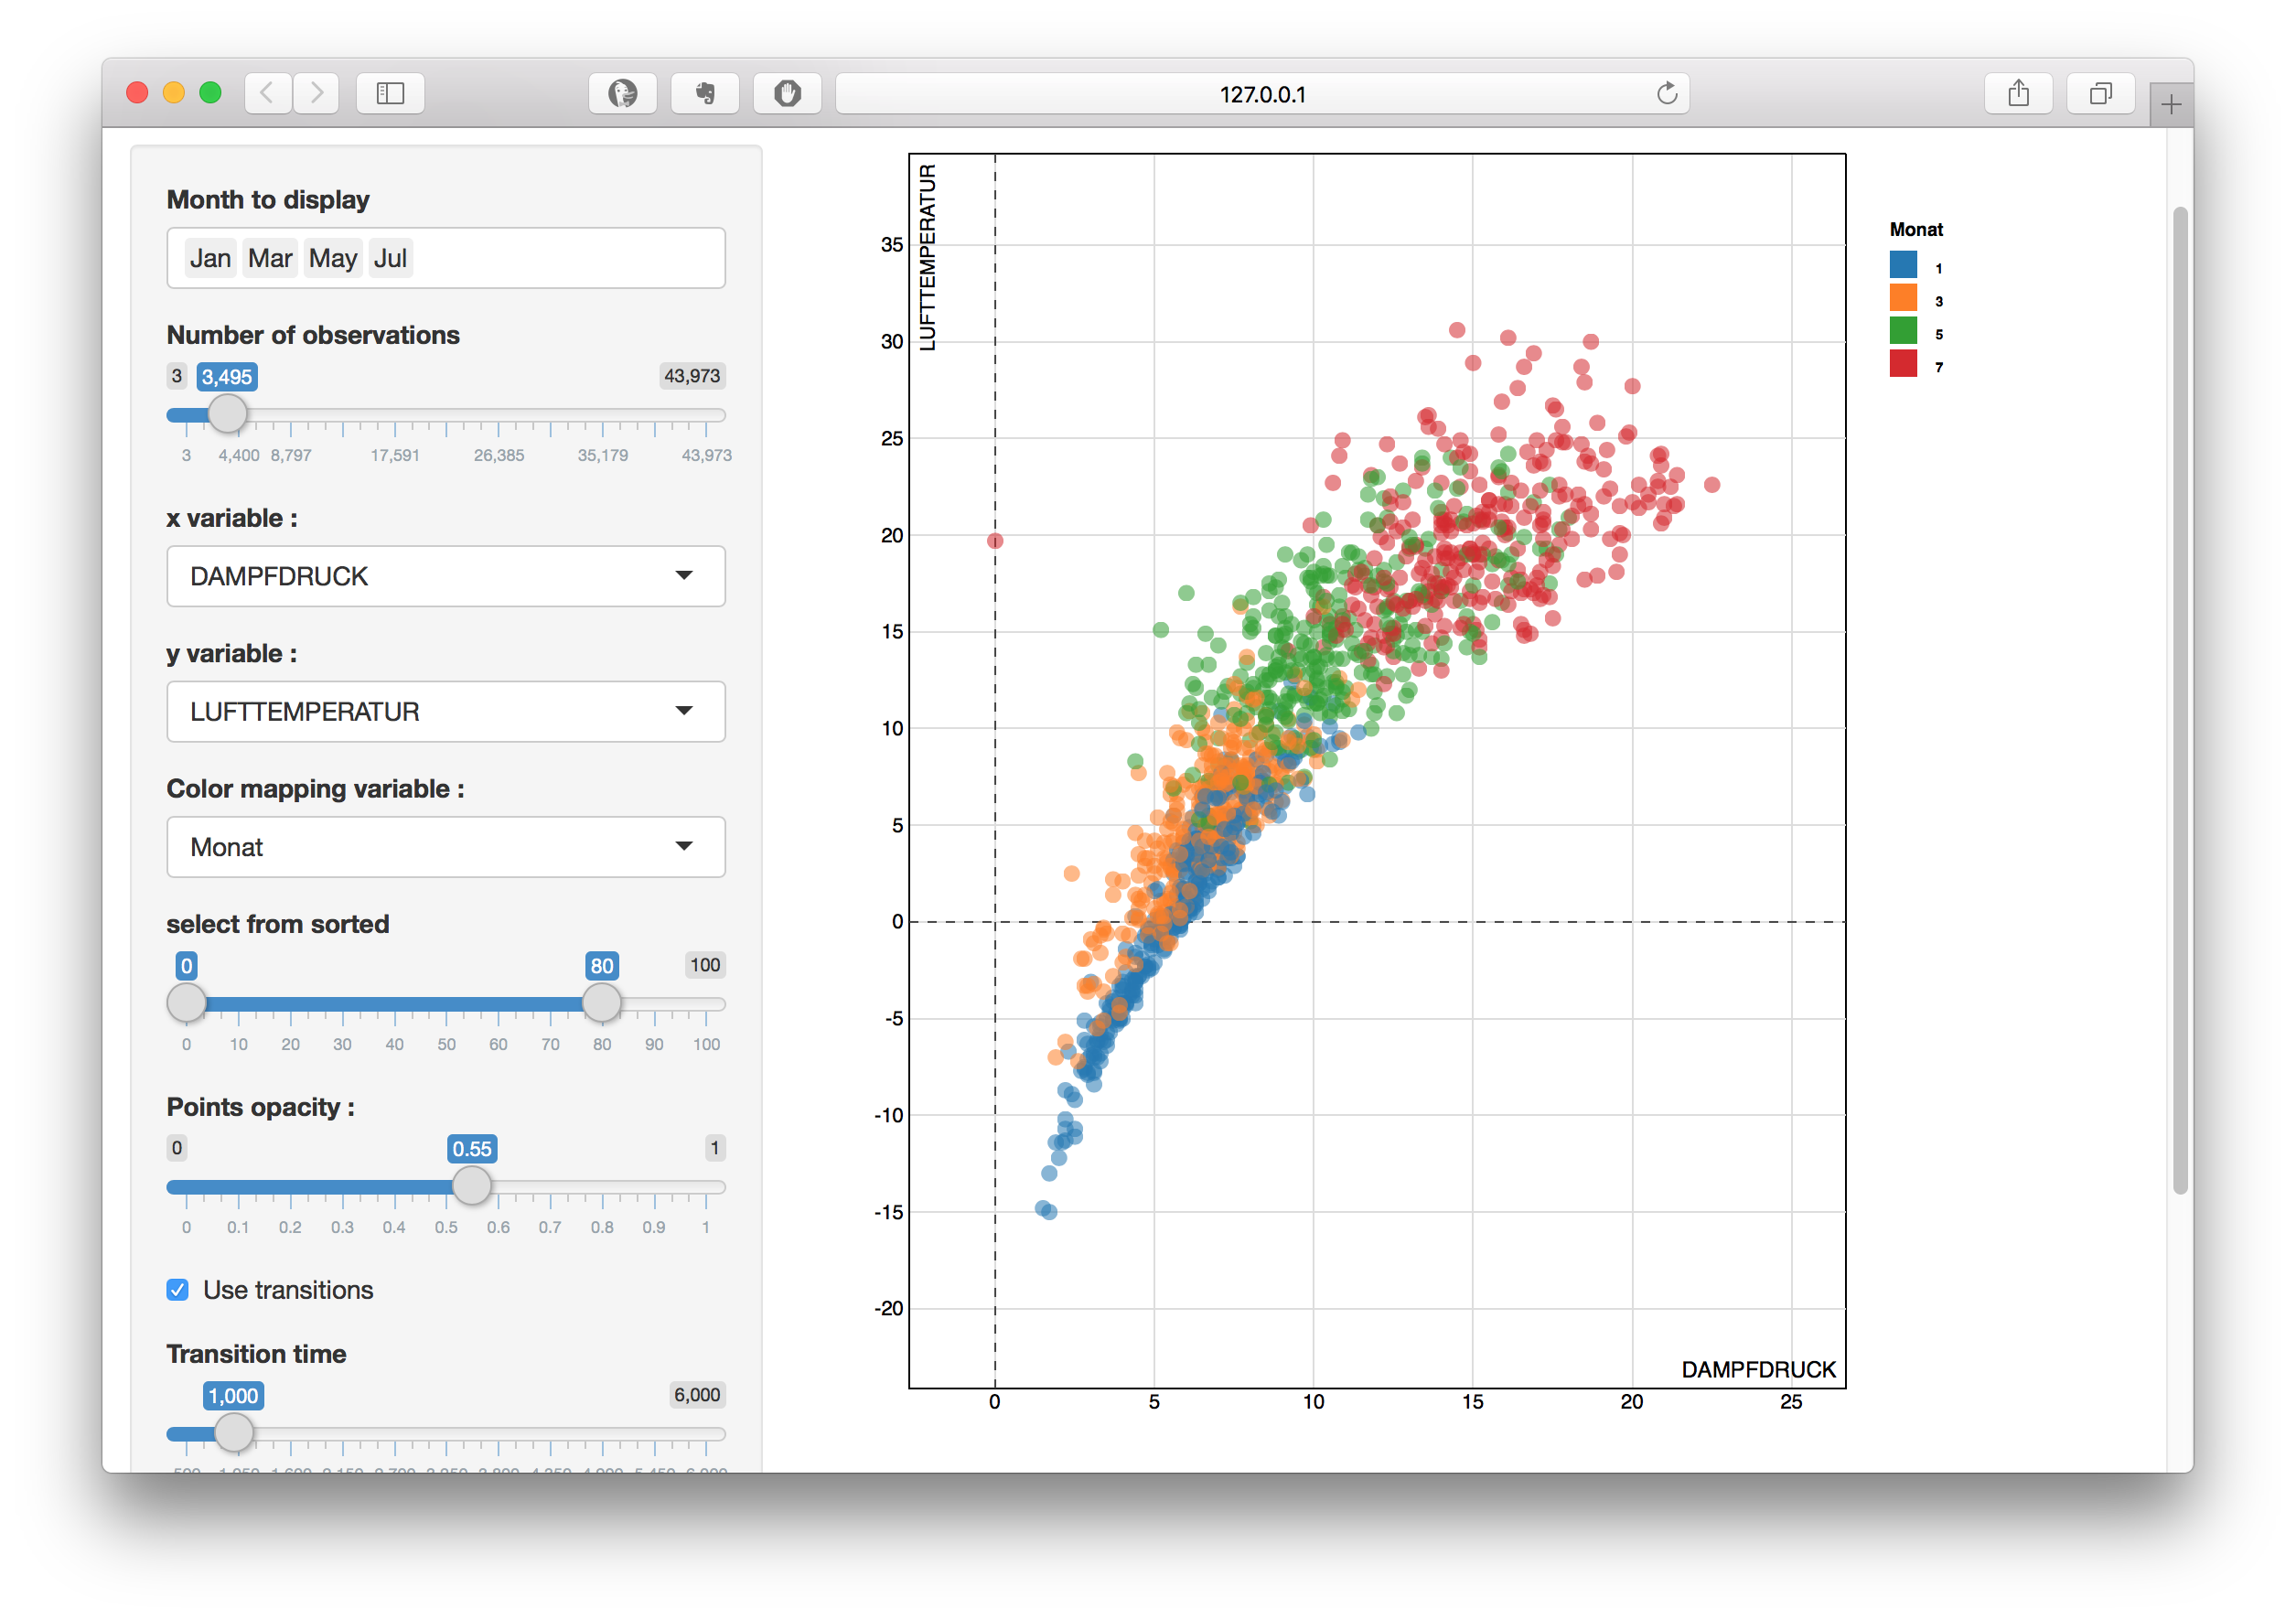 127.0.0.1
Month to display
Jan Mar May Jul
Number of observations
3 3,495 43,973
3 4,400 8,797 17,591 26,385 35,179 43,973
x variable :
DAMPFDRUCK
y variable :
LUFTTEMPERATUR
Color mapping variable :
Monat
select from sorted
0 80 100
0 10 20 30 40 50 60 70 80 90 100
Points opacity :
0 0.55 1
0 0.1 0.2 0.3 0.4 0.5 0.6 0.7 0.8 0.9 1
Use transitions
Transition time
1,000 6,000
LUFTTEMPERATUR
35
30
25
20
15
10
5
0
-5
-10
-15
-20
DAMPFDRUCK
0 5 10 15 20 25
Monat
1
3
5
7